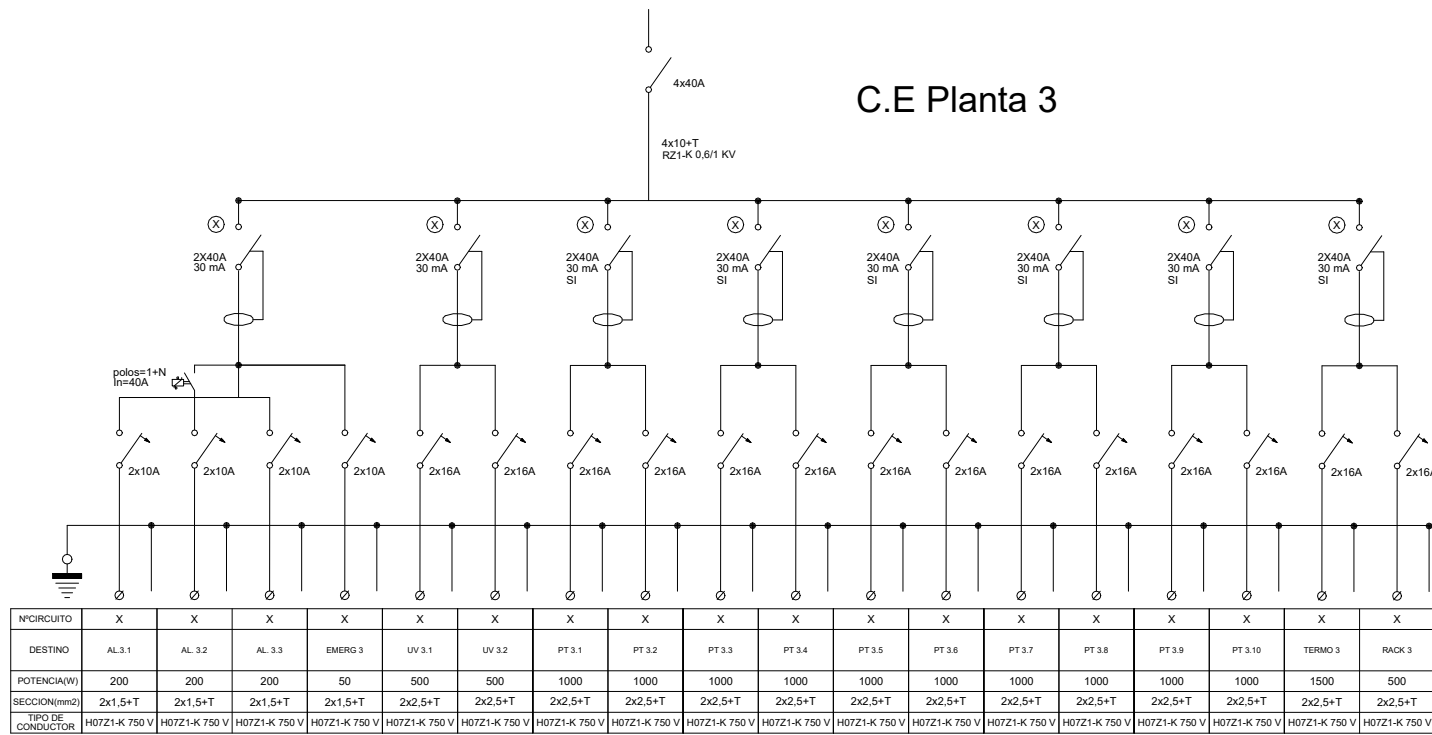 4x40A
C.E Planta 3
4x10+T
RZ1-K 0,6/1 KV
X X X X X X X X
2X40A 2X40A 2X40A 2X40A 2X40A 2X40A 2X40A 2X40A
30 mA 30 mA 30 mA 30 mA 30 mA 30 mA 30 mA 30 mA
SI SI SI SI SI SI
polos=1+N
In=40A
2x10A 2x10A 2x10A 2x10A 2x16A 2x16A 2x16A 2x16A 2x16A 2x16A 2x16A 2x16A 2x16A 2x16A 2x16A 2x16A 2x16A 2x16A
NºCIRCUITO X X X X X X X X X X X X X X X X X X
DESTINO AL.3.1 AL. 3.2 AL. 3.3 EMERG 3 UV 3.1 UV 3.2 PT 3.1 PT 3.2 PT 3.3 PT 3.4 PT 3.5 PT 3.6 PT 3.7 PT 3.8 PT 3.9 PT 3.10 TERMO 3 RACK 3
POTENCIA(W) 200 200 200 50 500 500 1000 1000 1000 1000 1000 1000 1000 1000 1000 1000 1500 500
SECCION(mm2) 2x1,5+T 2x1,5+T 2x1,5+T 2x1,5+T 2x2,5+T 2x2,5+T 2x2,5+T 2x2,5+T 2x2,5+T 2x2,5+T 2x2,5+T 2x2,5+T 2x2,5+T 2x2,5+T 2x2,5+T 2x2,5+T 2x2,5+T 2x2,5+T
TIPO DE
CONDUCTOR H07Z1-K 750 V H07Z1-K 750 V H07Z1-K 750 V H07Z1-K 750 V H07Z1-K 750 V H07Z1-K 750 V H07Z1-K 750 V H07Z1-K 750 V H07Z1-K 750 V H07Z1-K 750 V H07Z1-K 750 V H07Z1-K 750 V H07Z1-K 750 V H07Z1-K 750 V H07Z1-K 750 V H07Z1-K 750 V H07Z1-K 750 V H07Z1-K 750 V